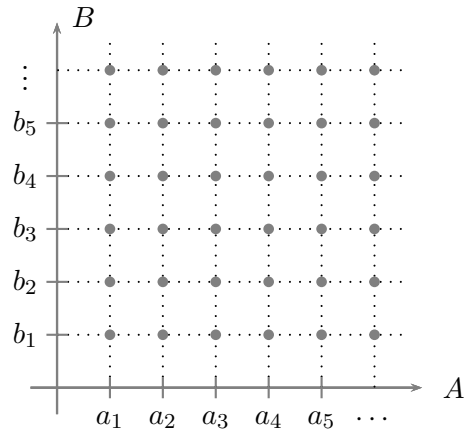 B
⋮
b₅
b₄
b₃
b₂
b₁
A
a₁ a₂ a₃ a₄ a₅ ⋯